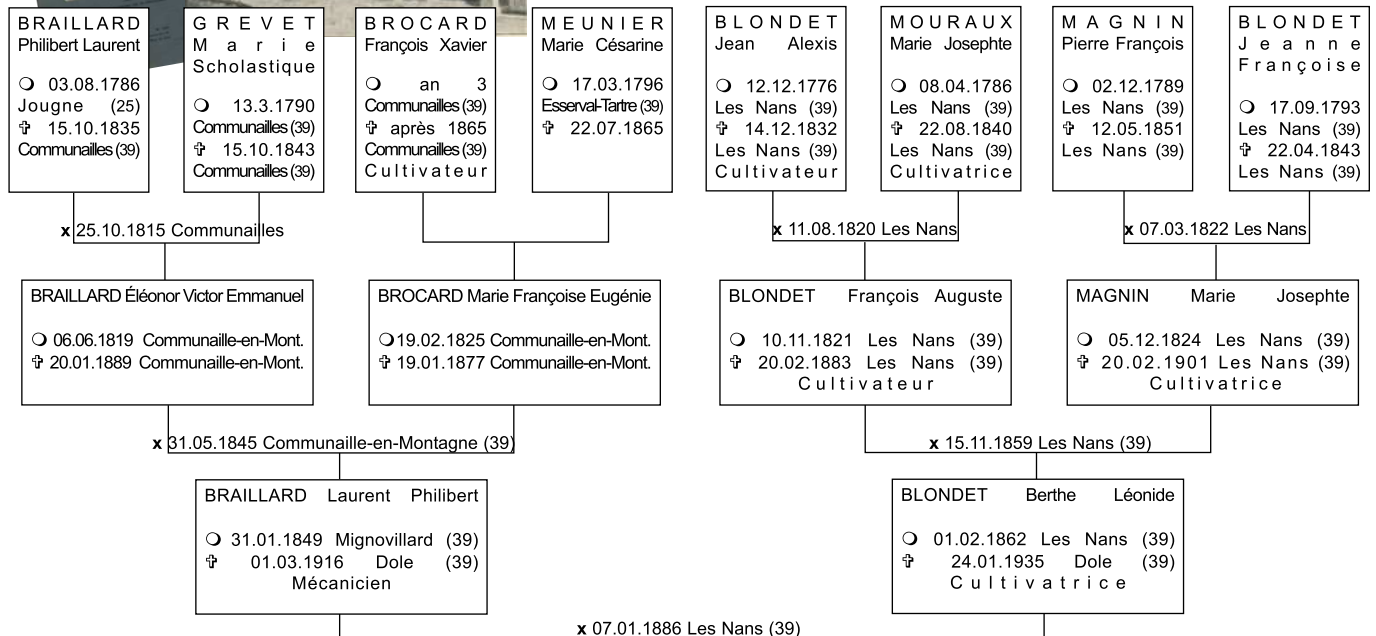 BRAILLARD
Philibert Laurent
❍ 03.08.1786
Jougne (25)
✞ 15.10.1835
Communailles (39)
GREVET
Marie
Scholastique
❍ 13.3.1790
Communailles (39)
✞ 15.10.1843
Communailles (39)
BROCARD
François Xavier
❍ an 3
Communailles (39)
✞ après 1865
Communailles (39)
Cultivateur
MEUNIER
Marie Césarine
❍ 17.03.1796
Esserval-Tartre (39)
✞ 22.07.1865
BLONDET
Jean Alexis
❍ 12.12.1776
Les Nans (39)
✞ 14.12.1832
Les Nans (39)
Cultivateur
MOURAUX
Marie Josephte
❍ 08.04.1786
Les Nans (39)
✞ 22.08.1840
Les Nans (39)
Cultivatrice
MAGNIN
Pierre François
❍ 02.12.1789
Les Nans (39)
✞ 12.05.1851
Les Nans (39)
BLONDET
Jeanne
Françoise
❍ 17.09.1793
Les Nans (39)
✞ 22.04.1843
Les Nans (39)
x 25.10.1815 Communailles
x 11.08.1820 Les Nans
x 07.03.1822 Les Nans
BRAILLARD Éléonor Victor Emmanuel
❍ 06.06.1819 Communaille-en-Mont.
✞ 20.01.1889 Communaille-en-Mont.
BROCARD Marie Françoise Eugénie
❍ 19.02.1825 Communaille-en-Mont.
✞ 19.01.1877 Communaille-en-Mont.
BLONDET François Auguste
❍ 10.11.1821 Les Nans (39)
✞ 20.02.1883 Les Nans (39)
Cultivateur
MAGNIN Marie Josephte
❍ 05.12.1824 Les Nans (39)
✞ 20.02.1901 Les Nans (39)
Cultivatrice
x 31.05.1845 Communaille-en-Montagne (39)
x 15.11.1859 Les Nans (39)
BRAILLARD Laurent Philibert
❍ 31.01.1849 Mignovillard (39)
✞ 01.03.1916 Dole (39)
Mécanicien
BLONDET Berthe Léonide
❍ 01.02.1862 Les Nans (39)
✞ 24.01.1935 Dole (39)
Cultivatrice
x 07.01.1886 Les Nans (39)